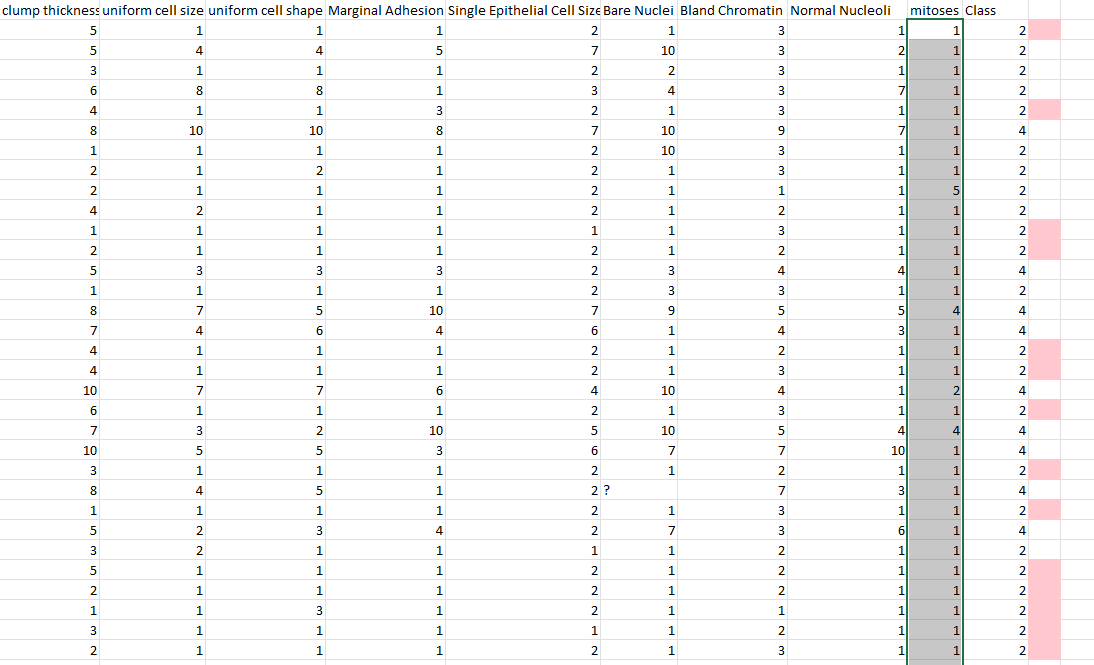 clump thickness uniform cell size uniform cell shape Marginal Adhesion Single Epithelial Cell Size Bare Nuclei Bland Chromatin Normal Nucleoli mitoses Class
5 1 1 1 2 1 3 1 1 2
5 4 4 5 7 10 3 2 1 2
3 1 1 1 2 2 3 1 1 2
6 8 8 1 3 4 3 7 1 2
4 1 1 3 2 1 3 1 1 2
8 10 10 8 7 10 9 7 1 4
1 1 1 1 2 10 3 1 1 2
2 1 2 1 2 1 3 1 1 2
2 1 1 1 2 1 1 1 5 2
4 2 1 1 2 1 2 1 1 2
1 1 1 1 1 1 3 1 1 2
2 1 1 1 2 1 2 1 1 2
5 3 3 3 2 3 4 4 1 4
1 1 1 1 2 3 3 1 1 2
8 7 5 10 7 9 5 5 4 4
7 4 6 4 6 1 4 3 1 4
4 1 1 1 2 1 2 1 1 2
4 1 1 1 2 1 3 1 1 2
10 7 7 6 4 10 4 1 2 4
6 1 1 1 2 1 3 1 1 2
7 3 2 10 5 10 5 4 4 4
10 5 5 3 6 7 7 10 1 4
3 1 1 1 2 1 2 1 1 2
8 4 5 1 2 ? 7 3 1 4
1 1 1 1 2 1 3 1 1 2
5 2 3 4 2 7 3 6 1 4
3 2 1 1 1 1 2 1 1 2
5 1 1 1 2 1 2 1 1 2
2 1 1 1 2 1 2 1 1 2
1 1 3 1 2 1 1 1 1 2
3 1 1 1 1 1 2 1 1 2
2 1 1 1 2 1 3 1 1 2